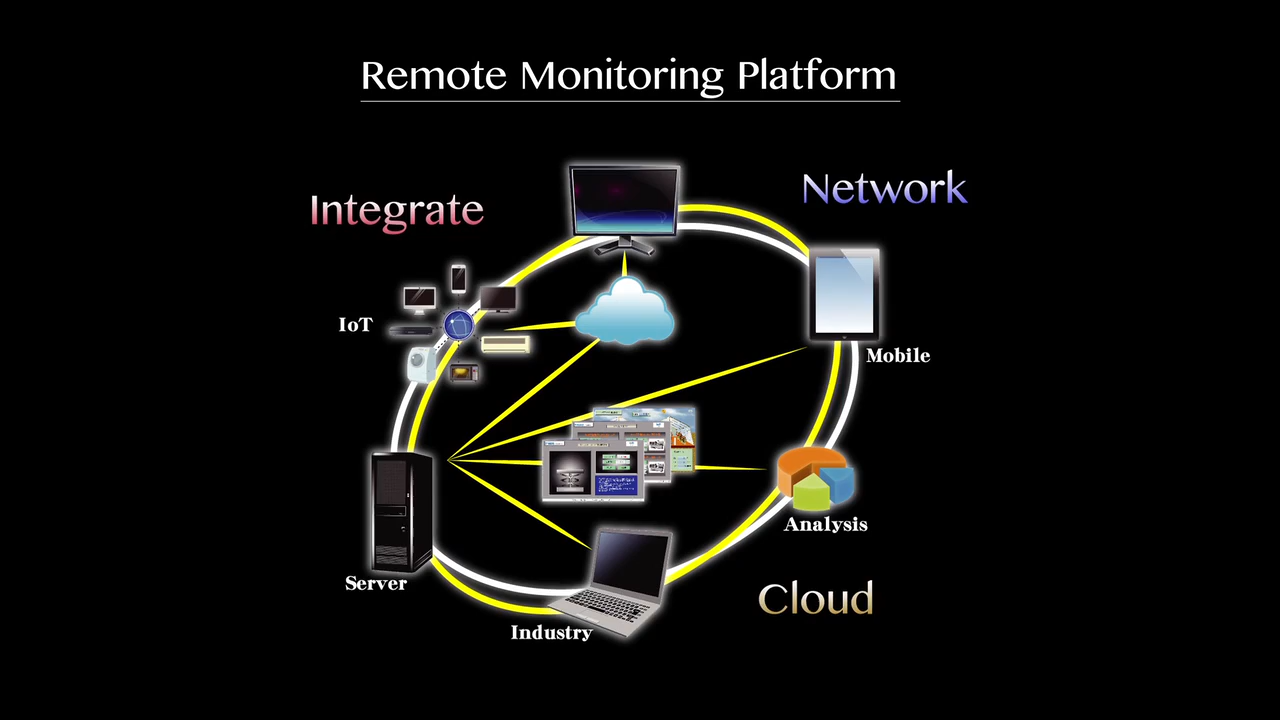 Remote Monitoring Platform
Integrate
Network
IoT
Mobile
Analysis
Server
Cloud
Industry